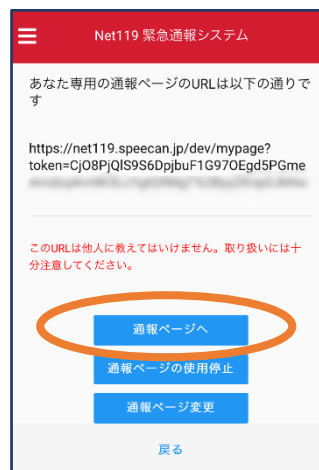 Net119 緊急通報システム
あなた専用の通報ページのURLは以下の通りで
す
https://net119.speecan.jp/dev/mypage?
token=CjO8PjQlS9S6DpjbuF1G97OEgd5PGme
このURLは他人に教えてはいけません。取り扱いには十
分注意してください。
通報ページへ
通報ページの使用停止
通報ページ変更
戻る